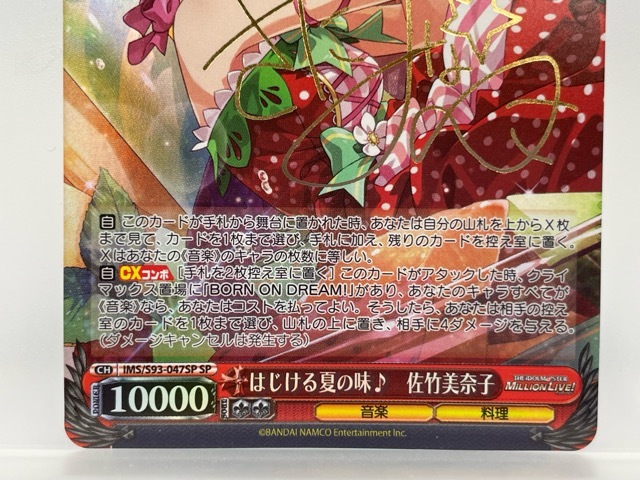 自 このカードが手札から舞台に置かれた時、あなたは自分の山札を上からX枚
まで見て、カードを1枚まで選び、手札に加え、残りのカードを控え室に置く。
Xはあなたの《音楽》のキャラの枚数に等しい。
自 CXコンボ [手札を2枚控え室に置く] このカードがアタックした時、クライ
マックス置場に「BORN ON DREAM!」があり、あなたのキャラすべてが
《音楽》なら、あなたはコストを払ってよい。そうしたら、あなたは相手の控え
室のカードを1枚まで選び、山札の上に置き、相手に4ダメージを与える。
(ダメージキャンセルは発生する)
CH IMS/S93-047SP SP
はじける夏の味♪ 佐竹美奈子
THE IDOLM@STER
MILLION LIVE!
POWER 10000
SOUL
音楽 料理
©BANDAI NAMCO Entertainment Inc.